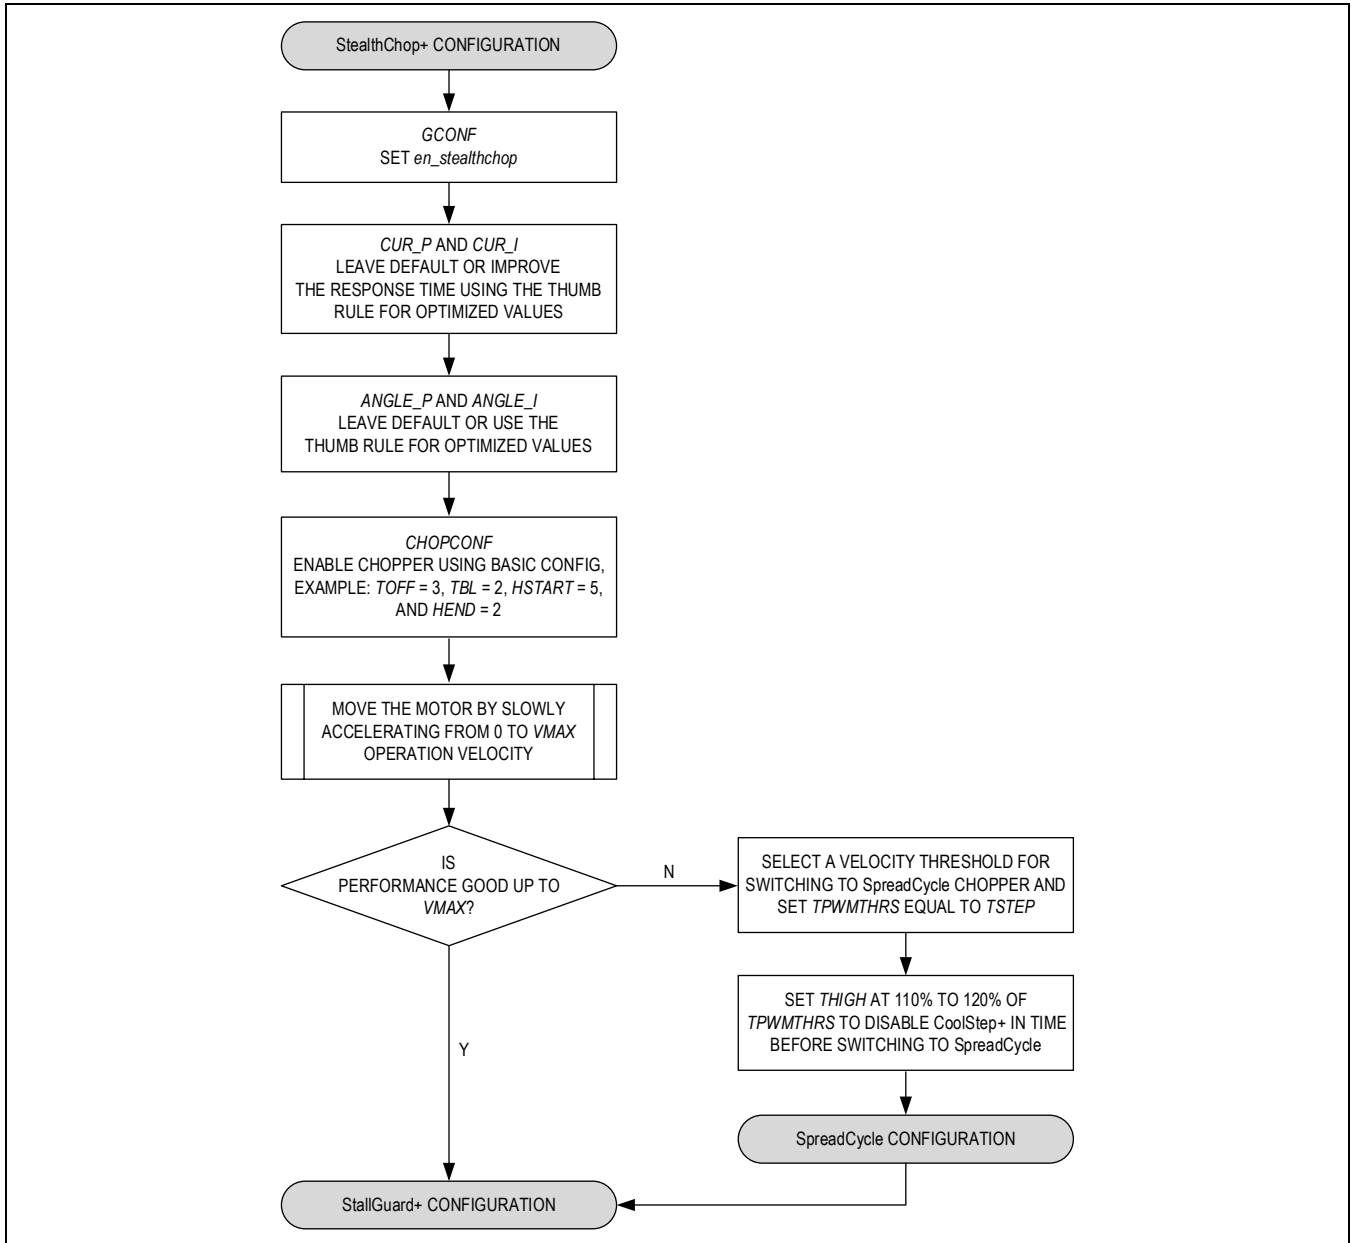 StealthChop+ CONFIGURATION
GCONF
SET en_stealthchop
CUR_P AND CUR_I
LEAVE DEFAULT OR IMPROVE
THE RESPONSE TIME USING THE THUMB
RULE FOR OPTIMIZED VALUES
ANGLE_P AND ANGLE_I
LEAVE DEFAULT OR USE THE
THUMB RULE FOR OPTIMIZED VALUES
CHOPCONF
ENABLE CHOPPER USING BASIC CONFIG,
EXAMPLE: TOFF = 3, TBL = 2, HSTART = 5,
AND HEND = 2
MOVE THE MOTOR BY SLOWLY
ACCELERATING FROM 0 TO VMAX
OPERATION VELOCITY
IS
PERFORMANCE GOOD UP TO
VMAX?
N
SELECT A VELOCITY THRESHOLD FOR
SWITCHING TO SpreadCycle CHOPPER AND
SET TPWMTHRS EQUAL TO TSTEP
SET THIGH AT 110% TO 120% OF
TPWMTHRS TO DISABLE CoolStep+ IN TIME
BEFORE SWITCHING TO SpreadCycle
Y
SpreadCycle CONFIGURATION
StallGuard+ CONFIGURATION